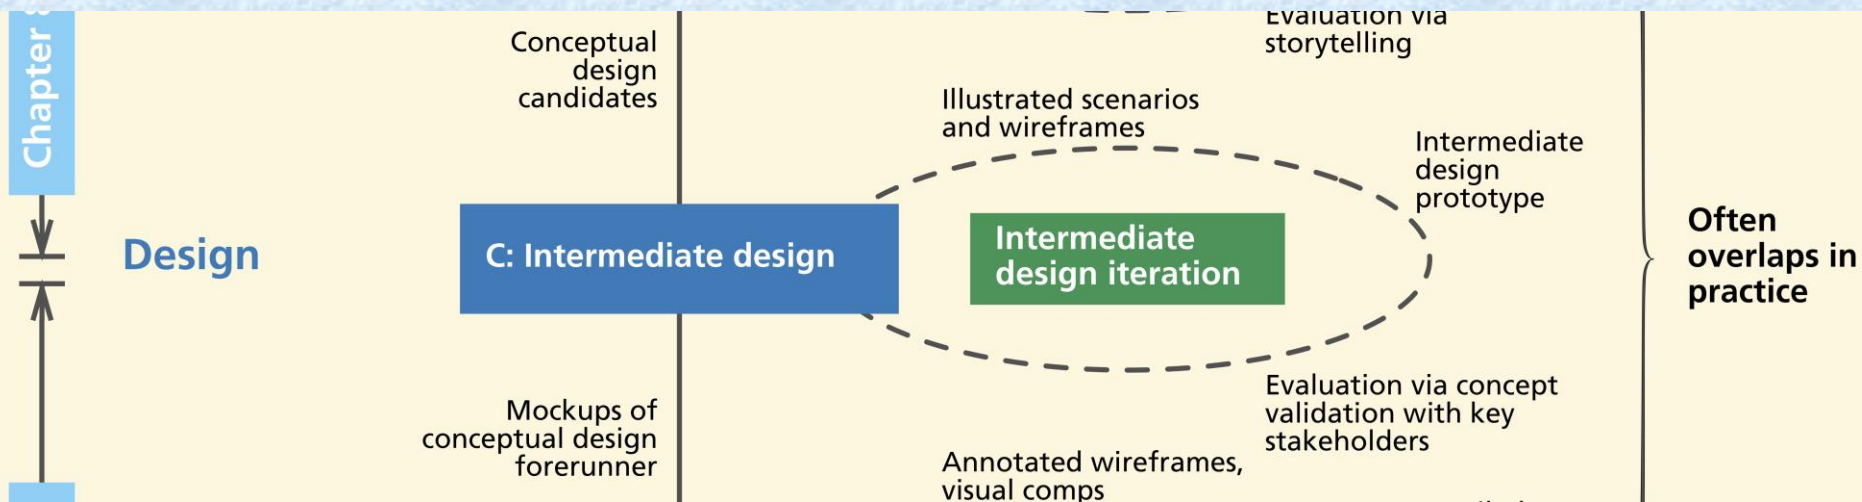 Chapter
Conceptual
design
candidates
Evaluation via
storytelling
Illustrated scenarios
and wireframes
Intermediate
design
prototype
Design
C: Intermediate design
Intermediate
design iteration
Often
overlaps in
practice
Mockups of
conceptual design
forerunner
Evaluation via concept
validation with key
stakeholders
Annotated wireframes,
visual comps